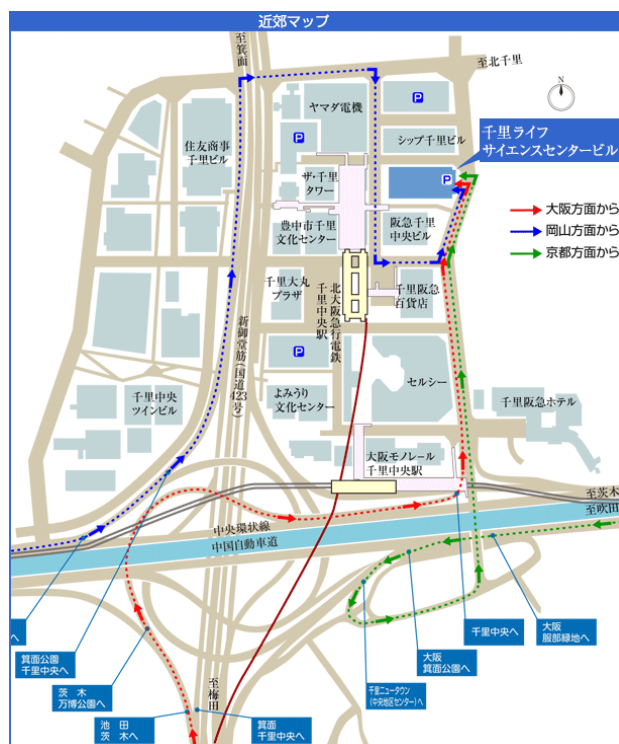 近郊マップ
至箕面
至北千里
ヤマダ電機
住友商事
千里ビル
シップ千里ビル
千里ライフ
サイエンスセンタービル
N
P
P
P
P
ザ・千里
タワー
大阪方面から
岡山方面から
京都方面から
豊中市千里
文化センター
阪急千里
中央ビル
千里大丸
プラザ
北大阪急行電鉄
千里中央駅
千里阪急
百貨店
新御堂筋(国道423号)
よみうり
文化センター
セルシー
千里中央
ツインビル
千里阪急ホテル
大阪モノレール
千里中央駅
至茨木
至吹田
中央環状線
中国自動車道
へ
箕面公園
千里中央へ
茨木
万博公園へ
池田
茨木へ
至梅田
箕面
千里中央へ
千里ニュータウン
(中央地区センター)へ
大阪
箕面公園へ
千里中央へ
大阪
服部緑地へ